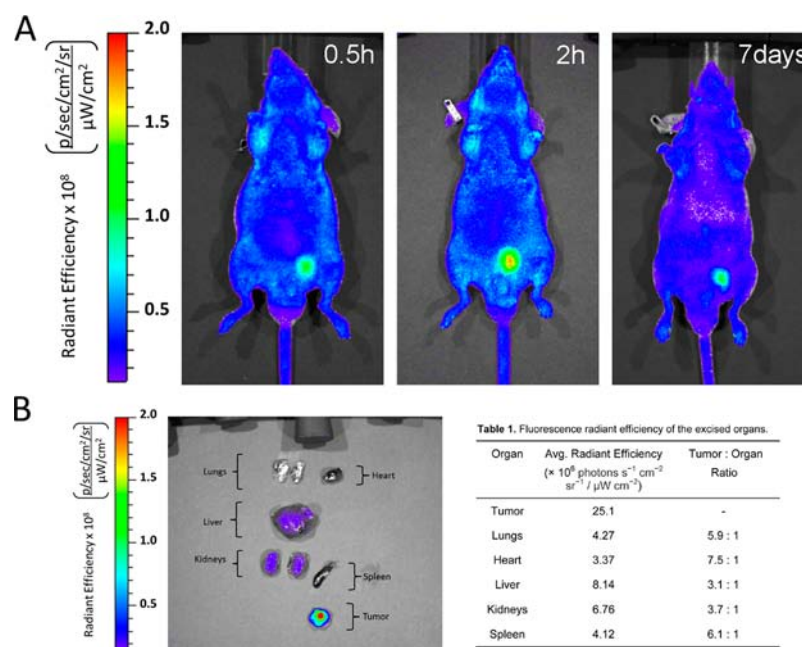 A
Radiant Efficiency x 10⁸
( p/sec/cm²/sr
µW/cm² )
2.0
1.5
1.0
0.5
0.5h
2h
7days
B
Radiant Efficiency x 10⁸
( p/sec/cm²/sr
µW/cm² )
2.0
1.5
1.0
0.5
Lungs
Heart
Liver
Kidneys
Spleen
Tumor
Table 1. Fluorescence radiant efficiency of the excised organs.
Organ Avg. Radiant Efficiency Tumor : Organ
(× 10⁶ photons s⁻¹ cm⁻² Ratio
sr⁻¹ / µW cm⁻²)
Tumor 25.1 -
Lungs 4.27 5.9 : 1
Heart 3.37 7.5 : 1
Liver 8.14 3.1 : 1
Kidneys 6.76 3.7 : 1
Spleen 4.12 6.1 : 1